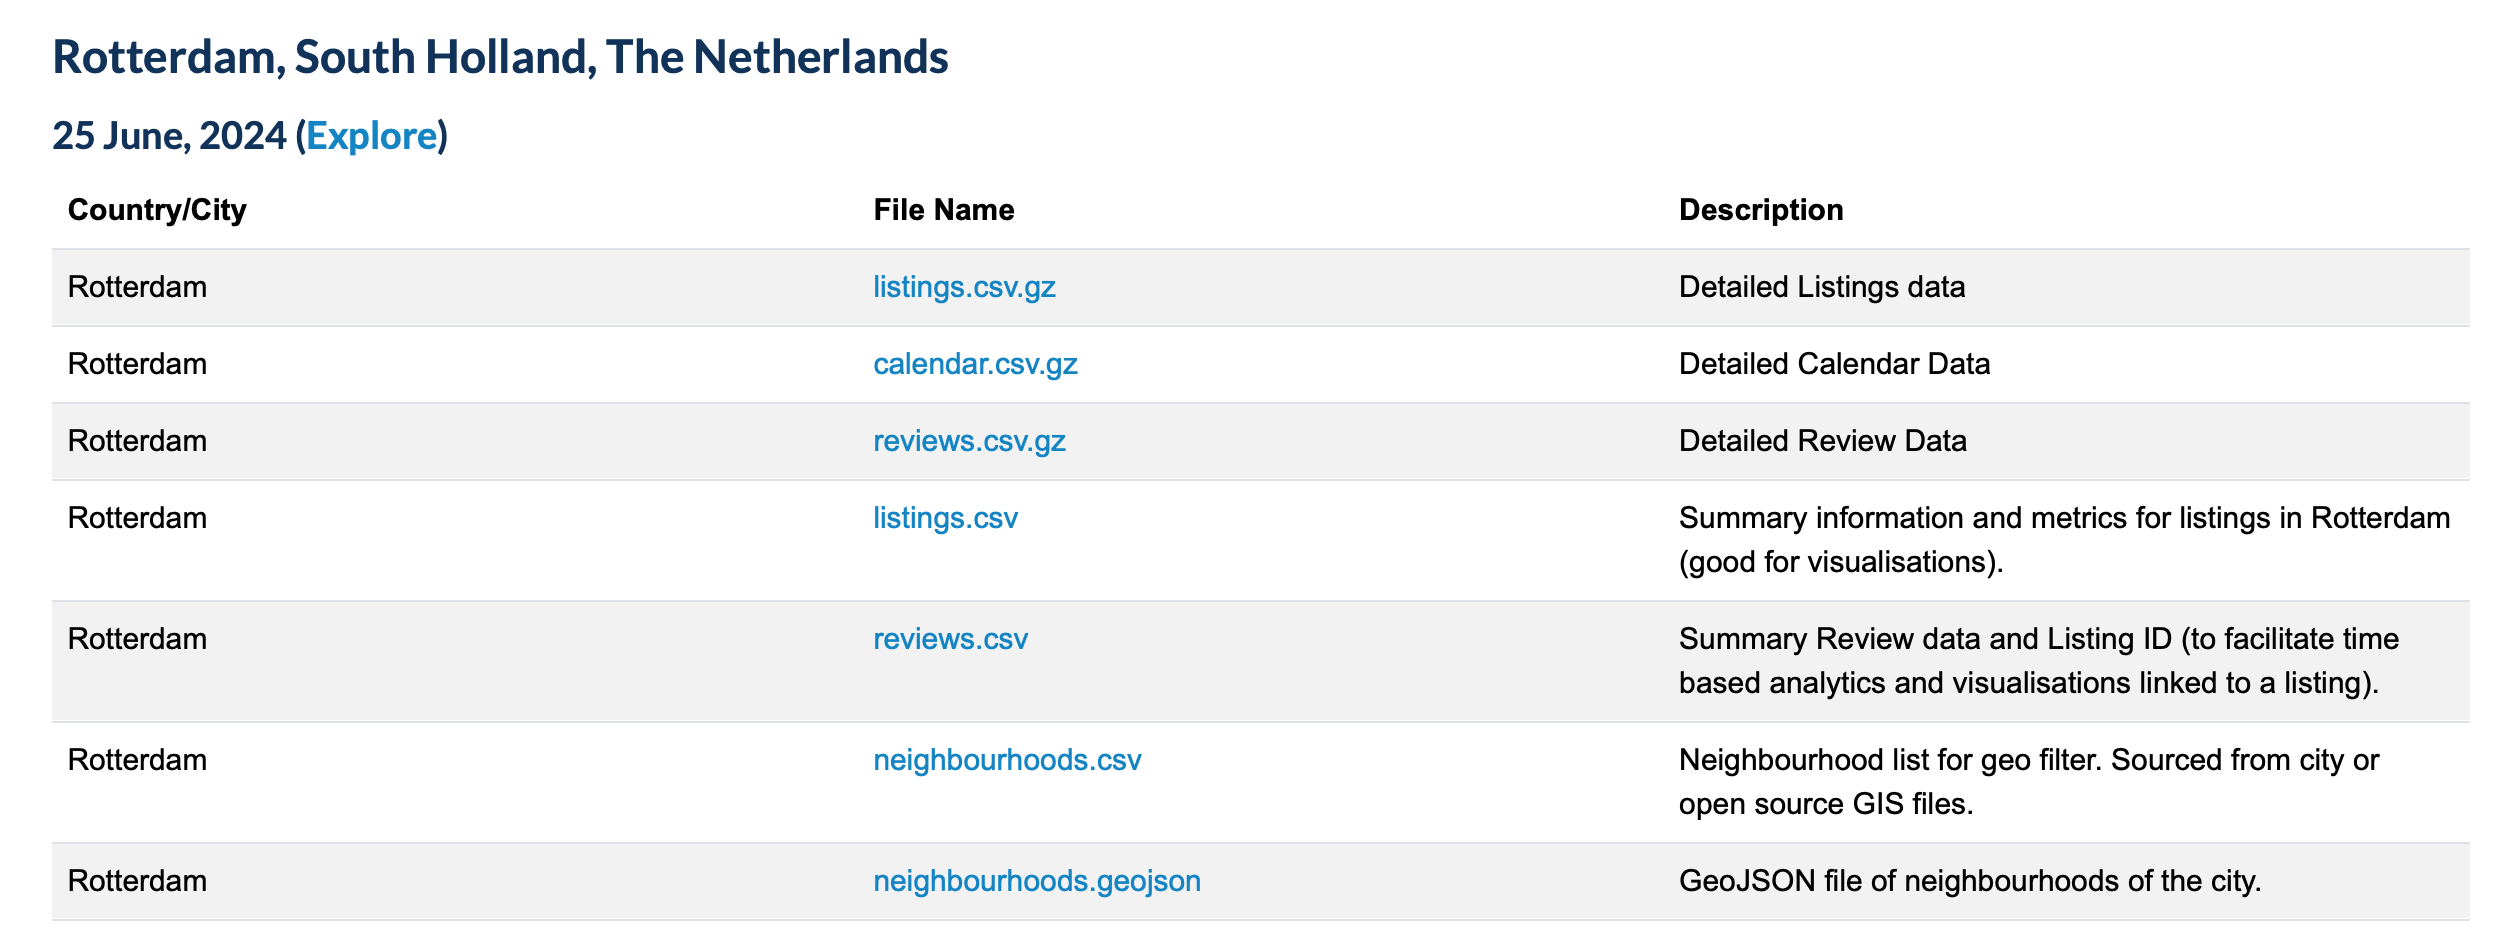 Rotterdam, South Holland, The Netherlands
25 June, 2024 (Explore)
Country/City File Name Description
Rotterdam listings.csv.gz Detailed Listings data
Rotterdam calendar.csv.gz Detailed Calendar Data
Rotterdam reviews.csv.gz Detailed Review Data
Rotterdam listings.csv Summary information and metrics for listings in Rotterdam
(good for visualisations).
Rotterdam reviews.csv Summary Review data and Listing ID (to facilitate time
based analytics and visualisations linked to a listing).
Rotterdam neighbourhoods.csv Neighbourhood list for geo filter. Sourced from city or
open source GIS files.
Rotterdam neighbourhoods.geojson GeoJSON file of neighbourhoods of the city.